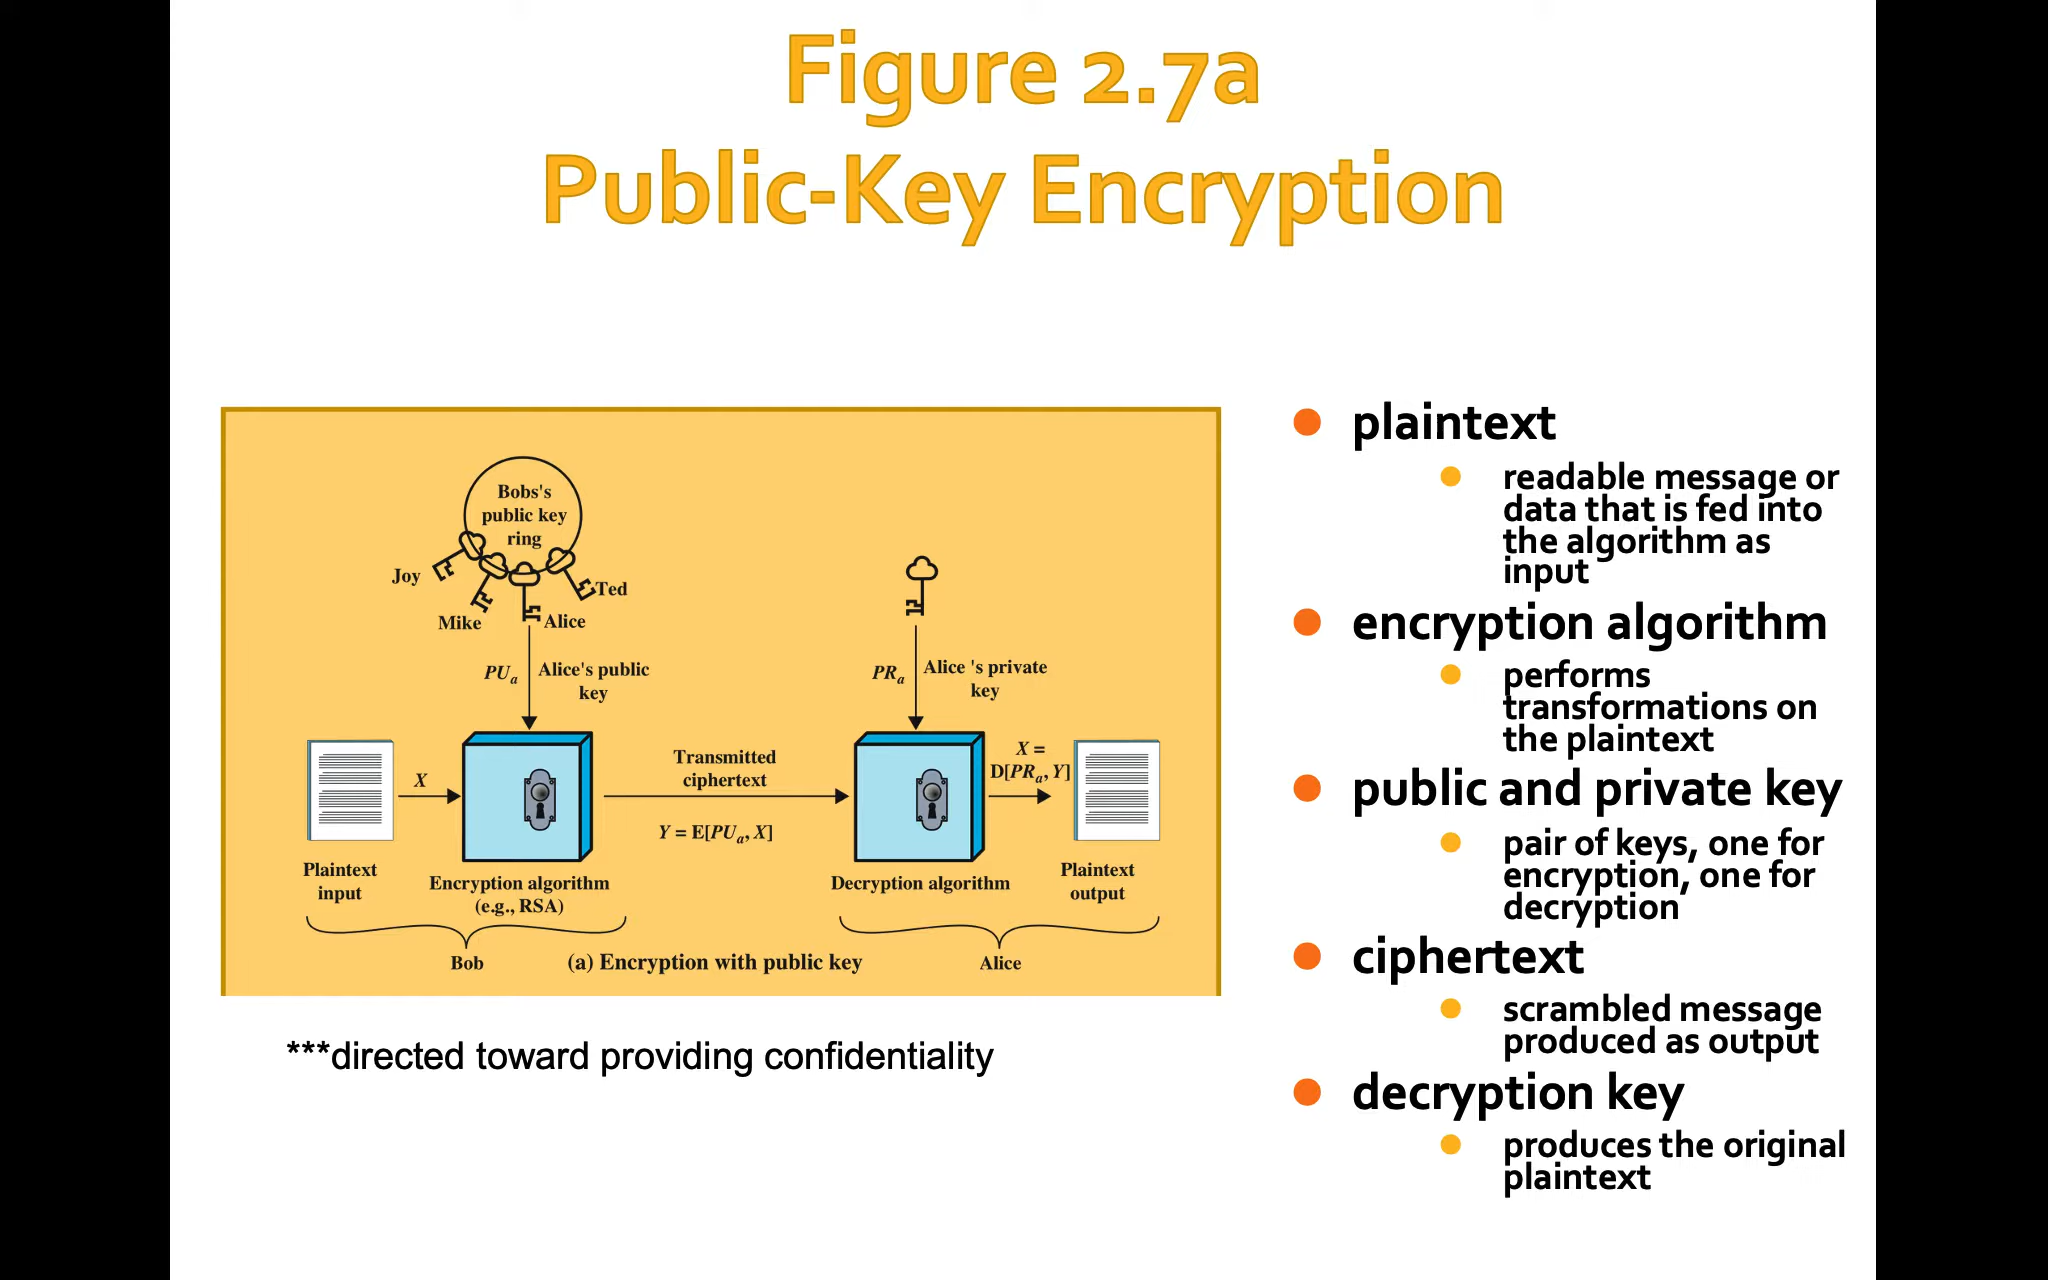 Figure 2.7a
Public-Key Encryption
Bobs's
public key
ring
Joy
Mike
Alice
Ted
PUa
Alice's public
key
PRa
Alice 's private
key
X
Transmitted
ciphertext
Y = E[PUa, X]
X =
D[PRa, Y]
Plaintext
input
Encryption algorithm
(e.g., RSA)
Decryption algorithm
Plaintext
output
Bob
(a) Encryption with public key
Alice
***directed toward providing confidentiality
plaintext
readable message or
data that is fed into
the algorithm as
input
encryption algorithm
performs
transformations on
the plaintext
public and private key
pair of keys, one for
encryption, one for
decryption
ciphertext
scrambled message
produced as output
decryption key
produces the original
plaintext